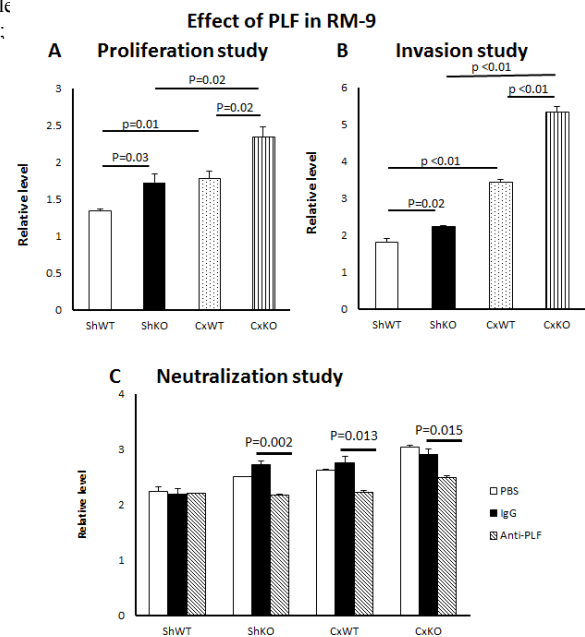 Effect of PLF in RM-9
A Proliferation study
P=0.02
p=0.01
P=0.02
P=0.03
Relative level
3
2.5
2
1.5
1
0.5
0
ShWT ShKO CxWT CxKO
B Invasion study
p <0.01
p <0.01
p <0.01
P=0.02
Relative level
6
5
4
3
2
1
0
ShWT ShKO CxWT CxKO
C Neutralization study
P=0.002
P=0.013
P=0.015
Relative level
4
3
2
1
0
ShWT ShKO CxWT CxKO
PBS
IgG
Anti-PLF